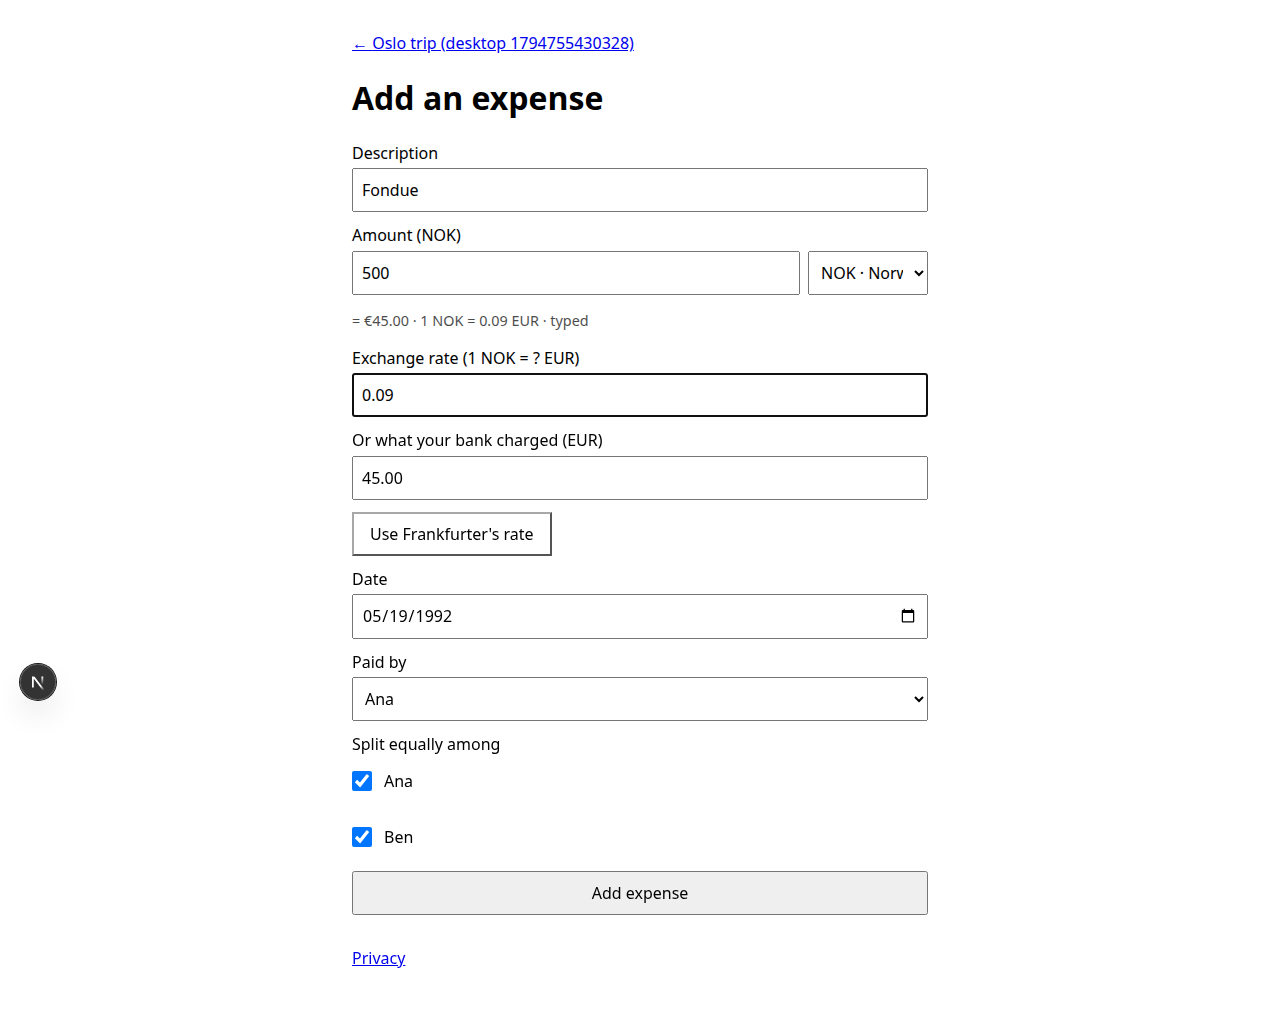 ← Oslo trip (desktop 1794755430328)
Add an expense
Description
Fondue
Amount (NOK)
500
NOK · Norw
= €45.00 · 1 NOK = 0.09 EUR · typed
Exchange rate (1 NOK = ? EUR)
0.09
Or what your bank charged (EUR)
45.00
Use Frankfurter's rate
Date
05/19/1992
Paid by
Ana
Split equally among
Ana
Ben
Add expense
Privacy
N